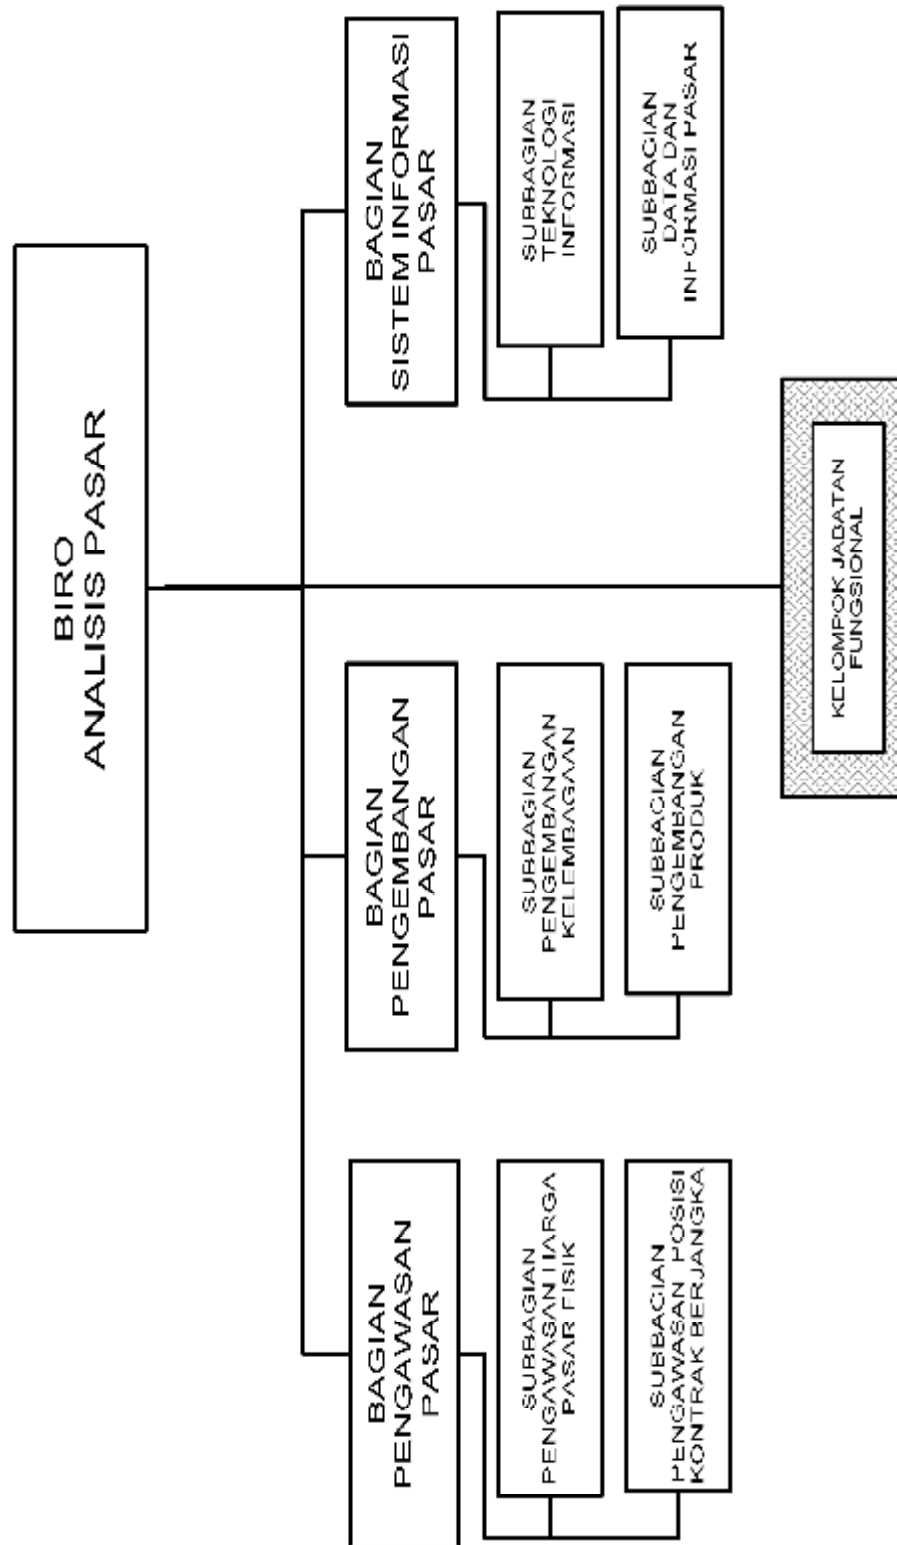 BIRO
ANALISIS PASAR
BAGIAN
PENGAWASAN
PASAR
BAGIAN
PENGEMBANGAN
PASAR
BAGIAN
SISTEM INFORMASI
PASAR
SUBBAGIAN
PENGAWASAN HARGA
PASAR FISIK
SUBBAGIAN
PENGEMBANGAN
KELEMBAGAAN
SUBBAGIAN
TEKNOLOGI
INFORMASI
SUBBAGIAN
PENGAWASAN POSISI
KONTRAK BERJANGKA
SUBBAGIAN
PENGEMBANGAN
PRODUK
SUBBAGIAN
DATA DAN
INFORMASI PASAR
KELOMPOK JABATAN
FUNGSIONAL